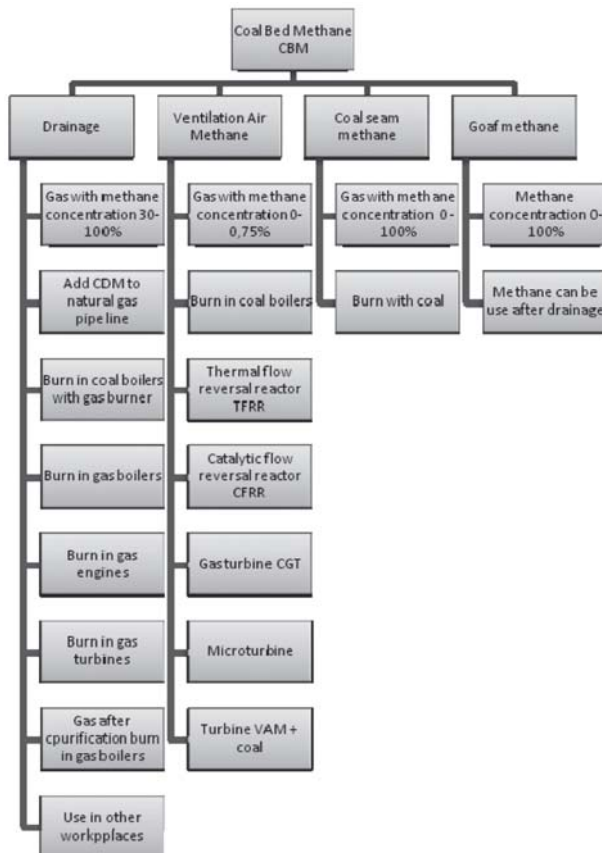 Coal Bed Methane
CBM
Drainage
Ventilation Air
Methane
Coal seam
methane
Goaf methane
Gas with methane
concentration 30-
100%
Add CDM to
natural gas
pipe line
Burn in coal boilers
with gas burner
Burn in gas boilers
Burn in gas
engines
Burn in gas
turbines
Gas after
cpurification burn
in gas boilers
Use in other
workpplaces
Gas with methane
concentration 0-
0,75%
Burn in coal boilers
Thermal flow
reversal reactor
TFRR
Catalytic flow
reversal reactor
CFRR
Gasturbine CGT
Microturbine
Turbine VAM +
coal
Gas with methane
concentration 0-
100%
Burn with coal
Methane
concentraction 0-
100%
Methane can be
use after drainage